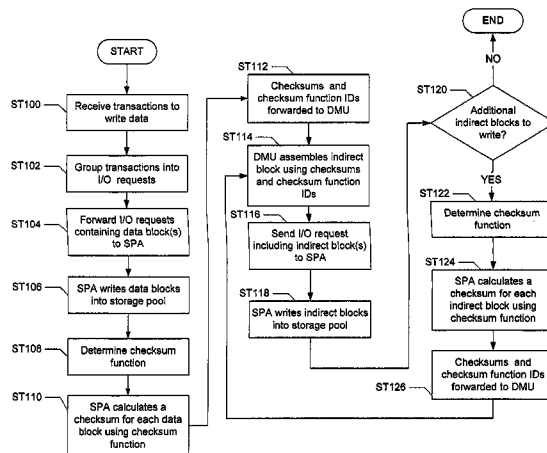 START
ST100
Receive transactions to
write data
ST102
Group transactions into
I/O requests
ST104
Forward I/O requests
containing data block(s)
to SPA
ST106
SPA writes data
blocks into storage pool
ST108
Determine checksum
function
ST110
SPA calculates a
checksum for each data
block using checksum
function
ST112
Checksums and
checksum function IDs
forwarded to DMU
ST114
DMU assembles indirect
block using checksums
and checksum function
IDs
ST116
Send I/O request
including indirect block(s)
to SPA
ST118
SPA writes indirect blocks
into storage pool
END
NO
ST120
Additional
indirect blocks to
write?
YES
ST122
Determine checksum
function
ST124
SPA calculates a
checksum for each
indirect block using
checksum function
Checksums and
checksum function IDs
forwarded to DMU
ST126